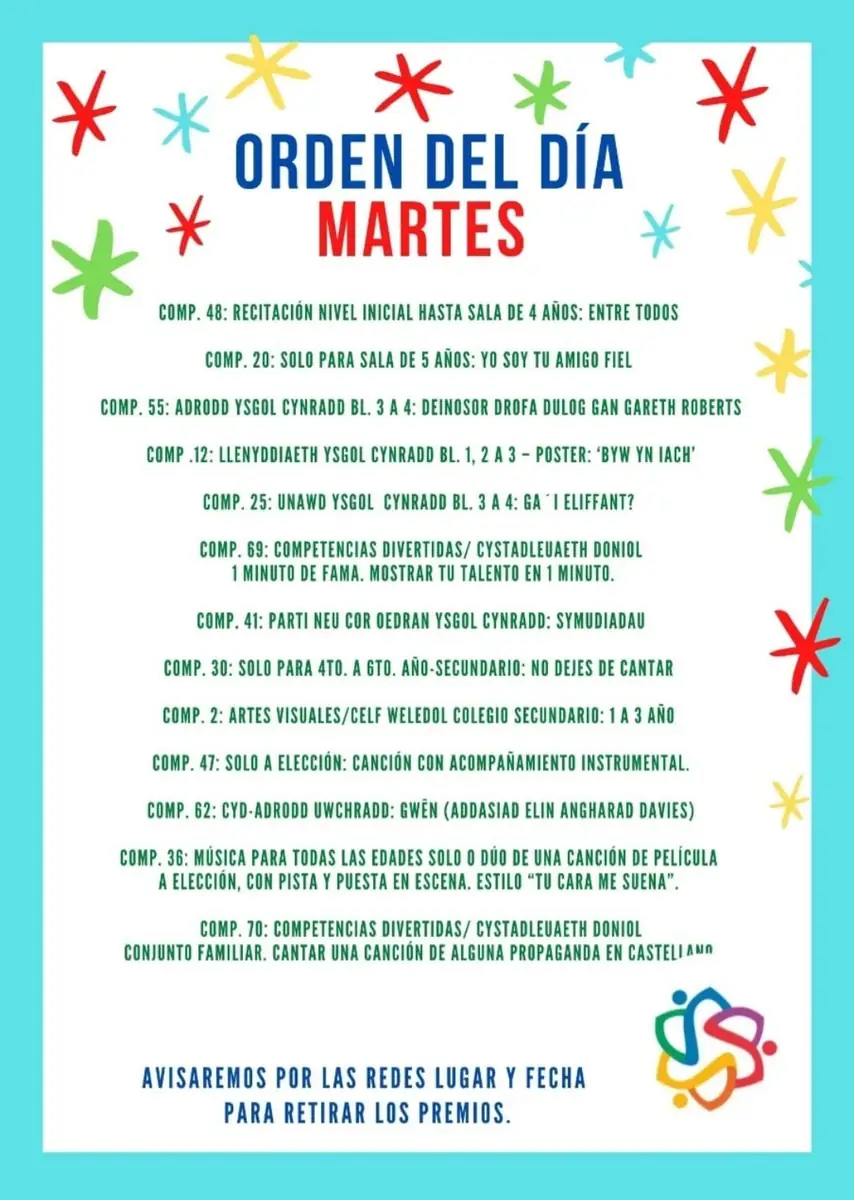 ORDEN DEL DÍA
MARTES
COMP. 48: RECITACIÓN NIVEL INICIAL HASTA SALA DE 4 AÑOS: ENTRE TODOS
COMP. 20: SOLO PARA SALA DE 5 AÑOS: YO SOY TU AMIGO FIEL
COMP. 55: ADRODD YSGOL CYNRADD BL. 3 A 4: DEINOSOR DROFA DULOG GAN GARETH ROBERTS
COMP .12: LLENYDDIAETH YSGOL CYNRADD BL. 1, 2 A 3 – POSTER: ‘BYW YN IACH’
COMP. 25: UNAWD YSGOL CYNRADD BL. 3 A 4: GA´I ELIFFANT?
COMP. 69: COMPETENCIAS DIVERTIDAS/ CYSTADLEUAETH DONIOL
1 MINUTO DE FAMA. MOSTRAR TU TALENTO EN 1 MINUTO.
COMP. 41: PARTI NEU COR OEDRAN YSGOL CYNRADD: SYMUDIADAU
COMP. 30: SOLO PARA 4TO. A 6TO. AÑO-SECUNDARIO: NO DEJES DE CANTAR
COMP. 2: ARTES VISUALES/CELF WELEDOL COLEGIO SECUNDARIO: 1 A 3 AÑO
COMP. 47: SOLO A ELECCIÓN: CANCIÓN CON ACOMPAÑAMIENTO INSTRUMENTAL.
COMP. 62: CYD-ADRODD UWCHRADD: GWÊN (ADDASIAD ELIN ANGHARAD DAVIES)
COMP. 36: MÚSICA PARA TODAS LAS EDADES SOLO O DÚO DE UNA CANCIÓN DE PELÍCULA
A ELECCIÓN, CON PISTA Y PUESTA EN ESCENA. ESTILO “TU CARA ME SUENA”.
COMP. 70: COMPETENCIAS DIVERTIDAS/ CYSTADLEUAETH DONIOL
CONJUNTO FAMILIAR. CANTAR UNA CANCIÓN DE ALGUNA PROPAGANDA EN CASTELLANO
AVISAREMOS POR LAS REDES LUGAR Y FECHA
PARA RETIRAR LOS PREMIOS.